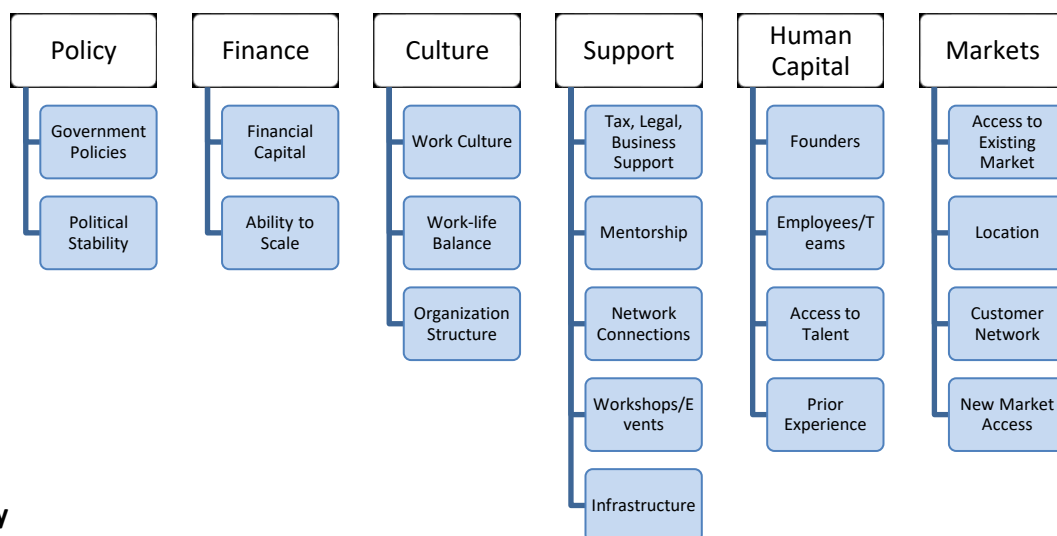 Policy
Government
Policies
Political
Stability
Finance
Financial
Capital
Ability to
Scale
Culture
Work Culture
Work-life
Balance
Organization
Structure
Support
Tax, Legal,
Business
Support
Mentorship
Network
Connections
Workshops/E
vents
Infrastructure
Human
Capital
Founders
Employees/T
eams
Access to
Talent
Prior
Experience
Markets
Access to
Existing
Market
Location
Customer
Network
New Market
Access